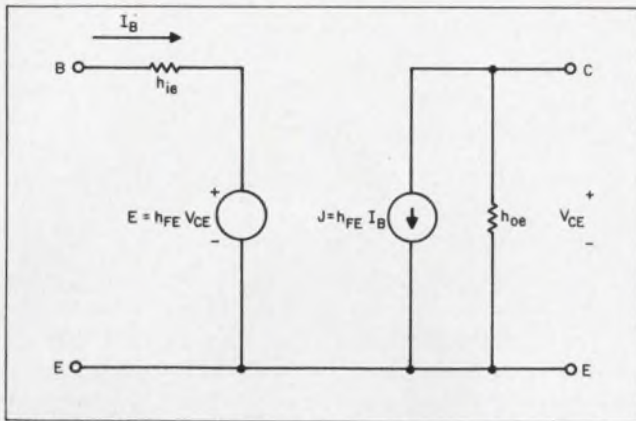 I_B
B
h_ie
+
E = h_FE V_CE
-
J = h_FE I_B
h_oe
C
+
V_CE
-
E
E